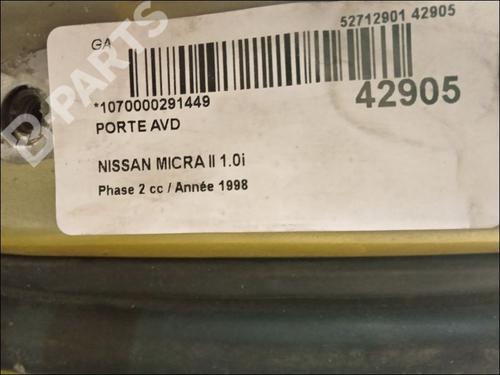 GA
52712901 42905
*1070000291449
42905
PORTE AVD
NISSAN MICRA II 1.0i
Phase 2 cc / Année 1998
B-PARTS